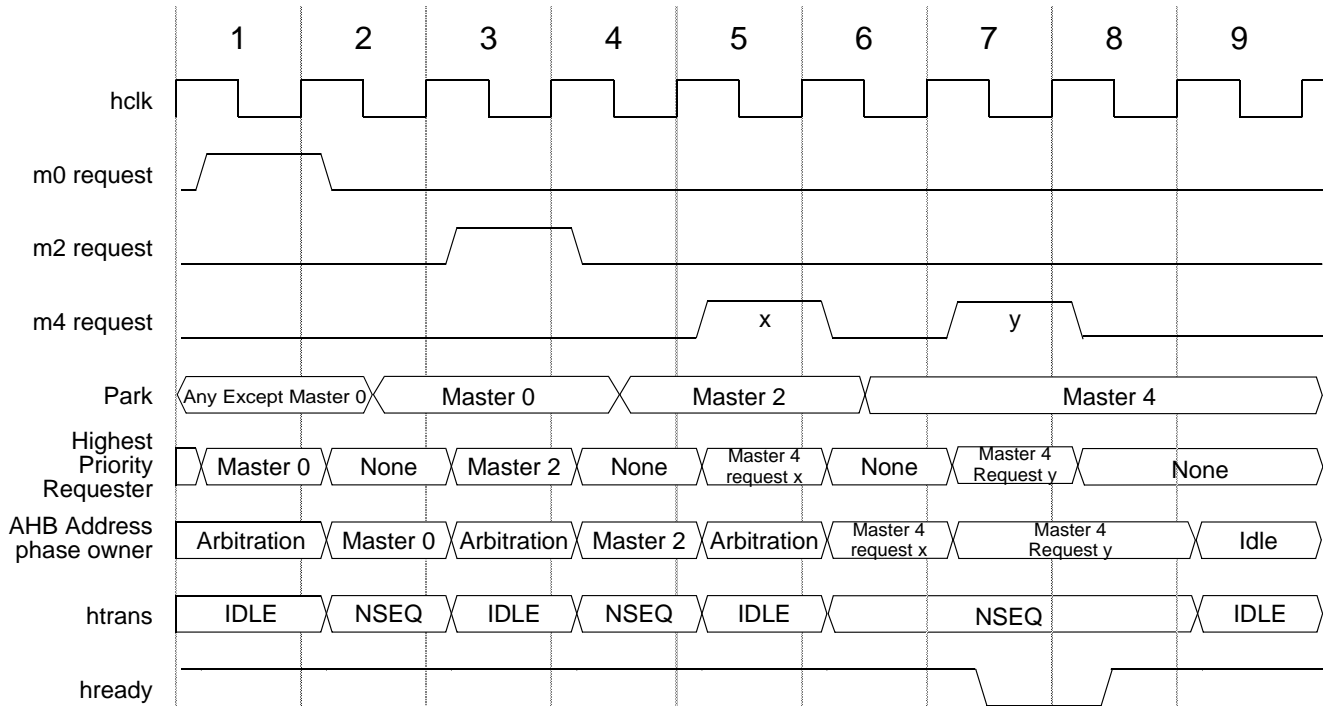 1 2 3 4 5 6 7 8 9
hclk
m0 request
m2 request
m4 request x y
Park Any Except Master 0 Master 0 Master 2 Master 4
Highest
Priority
Requester
Master 0 None Master 2 None Master 4
request x
None Master 4
Request y
None
AHB Address
phase owner
Arbitration Master 0 Arbitration Master 2 Arbitration Master 4
request x
Master 4
Request y
Idle
htrans IDLE NSEQ IDLE NSEQ IDLE NSEQ IDLE
hready